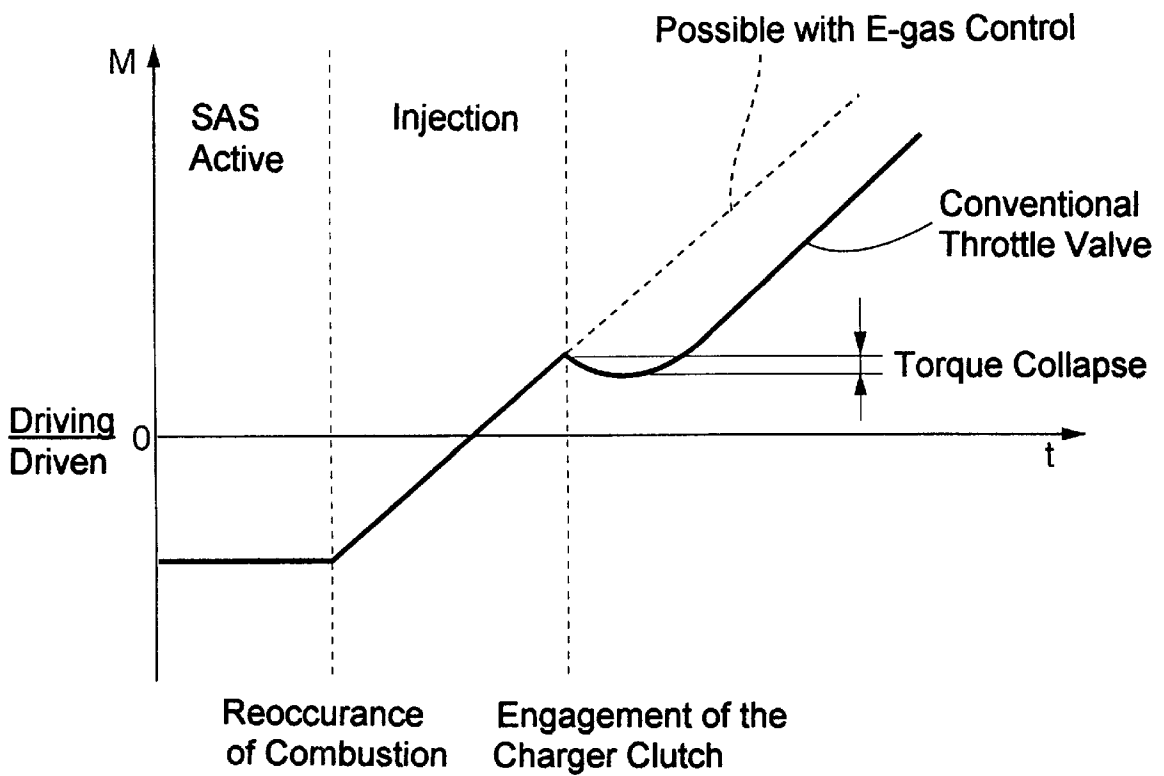 Possible with E-gas Control
M
SAS
Active
Injection
Conventional
Throttle Valve
Torque Collapse
Driving
Driven
0
t
Reoccurance
of Combustion
Engagement of the
Charger Clutch